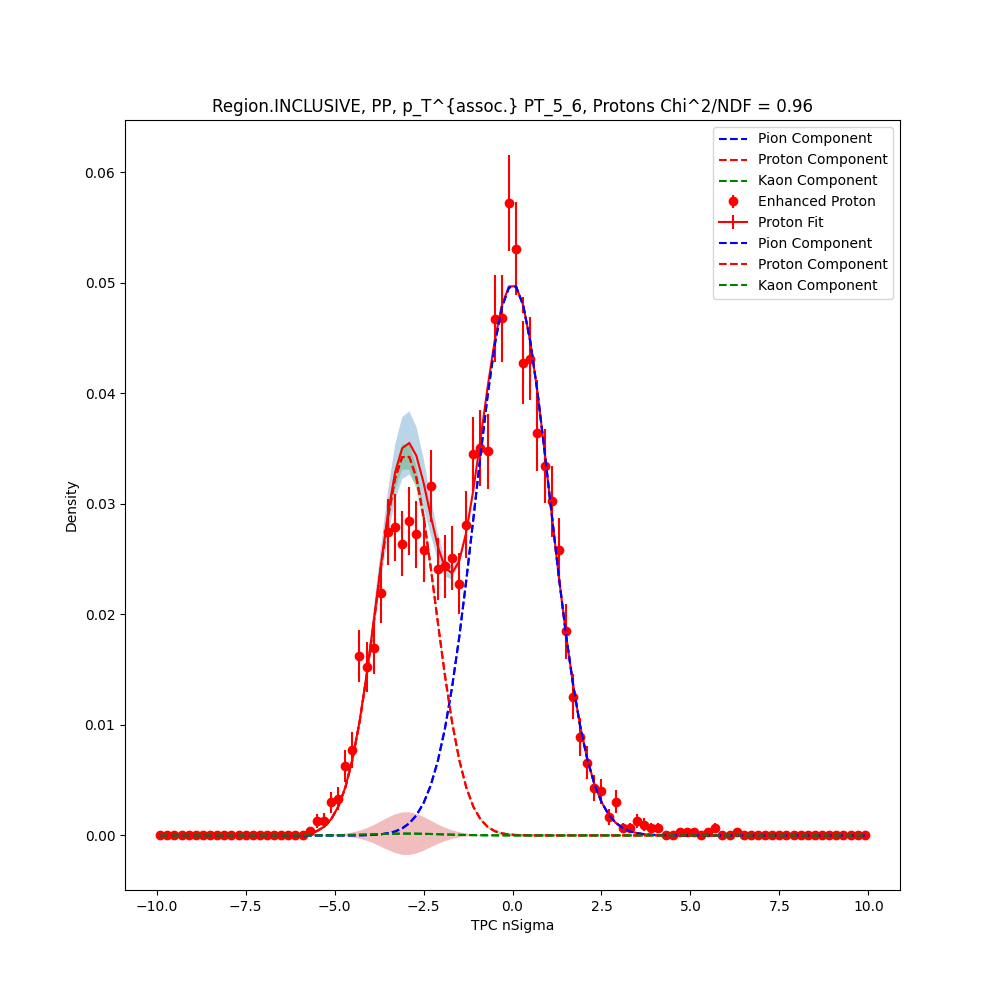 Region.INCLUSIVE, PP, p_T^{assoc.} PT_5_6, Protons Chi^2/NDF = 0.96
Pion Component
Proton Component
Kaon Component
Enhanced Proton
Proton Fit
Pion Component
Proton Component
Kaon Component
0.06
0.05
0.04
0.03
0.02
0.01
0.00
Density
−10.0 −7.5 −5.0 −2.5 0.0 2.5 5.0 7.5 10.0
TPC nSigma